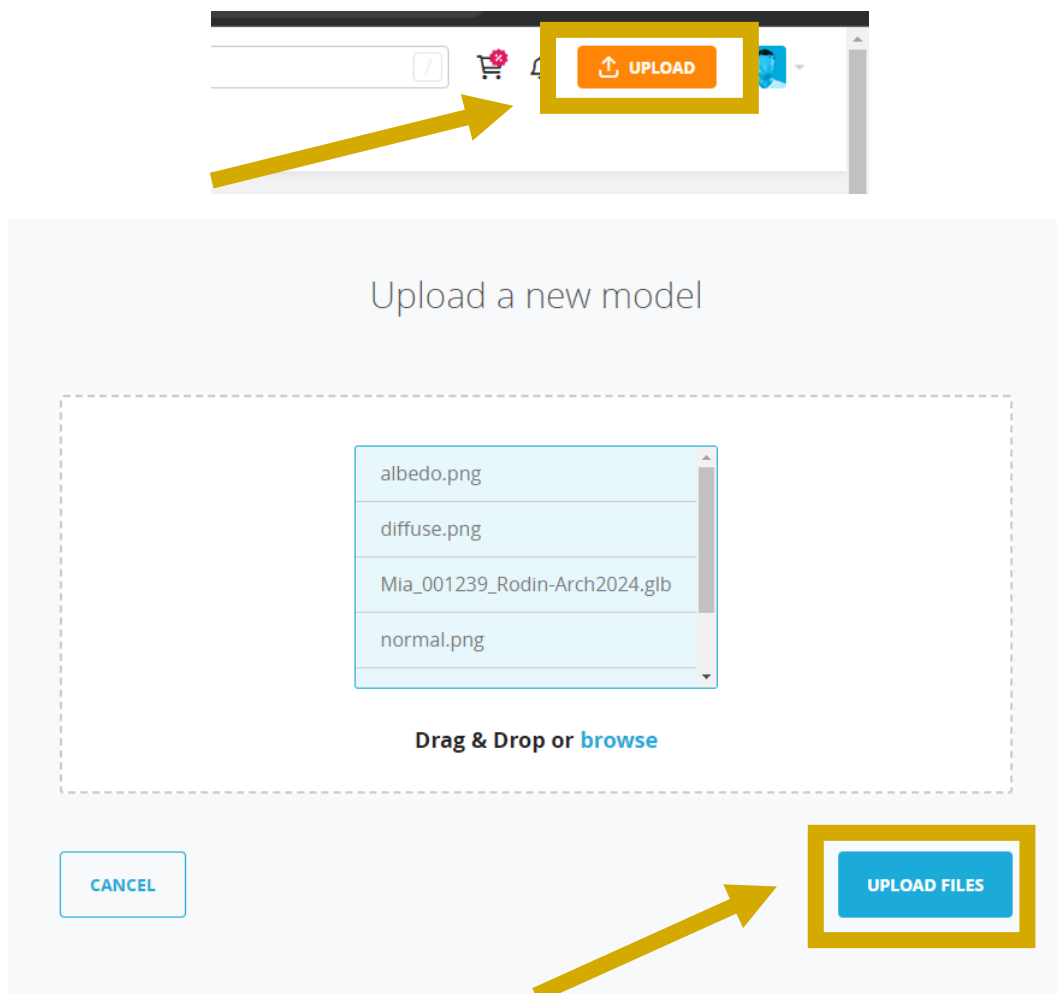 /
UPLOAD
Upload a new model
albedo.png
diffuse.png
Mia_001239_Rodin-Arch2024.glb
normal.png
Drag & Drop or browse
CANCEL
UPLOAD FILES